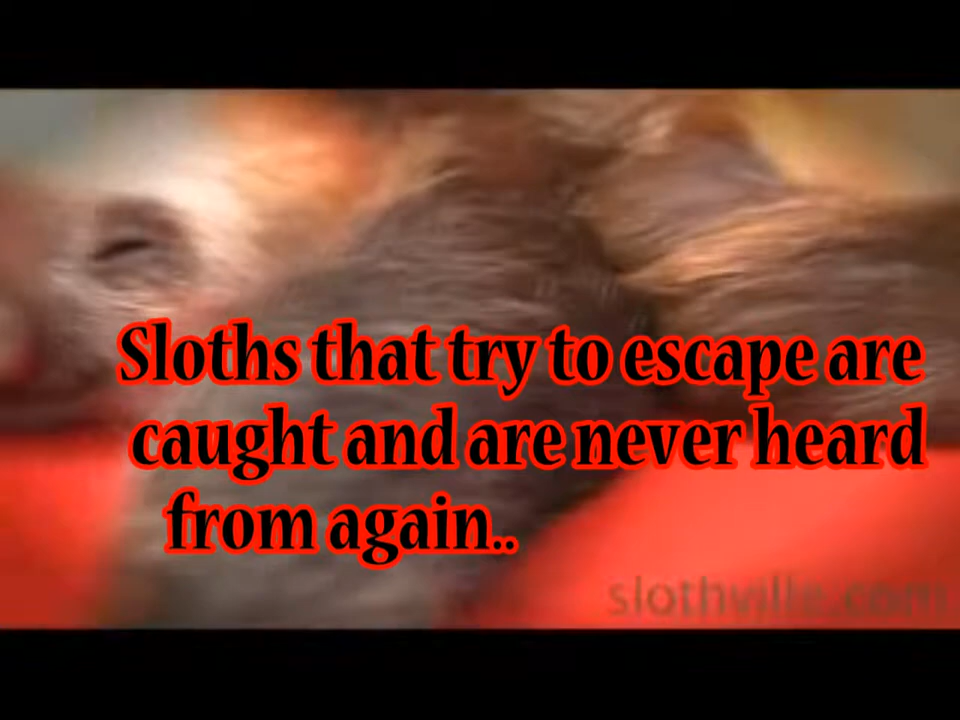 Sloths that try to escape are
caught and are never heard
from again..
slothville.com